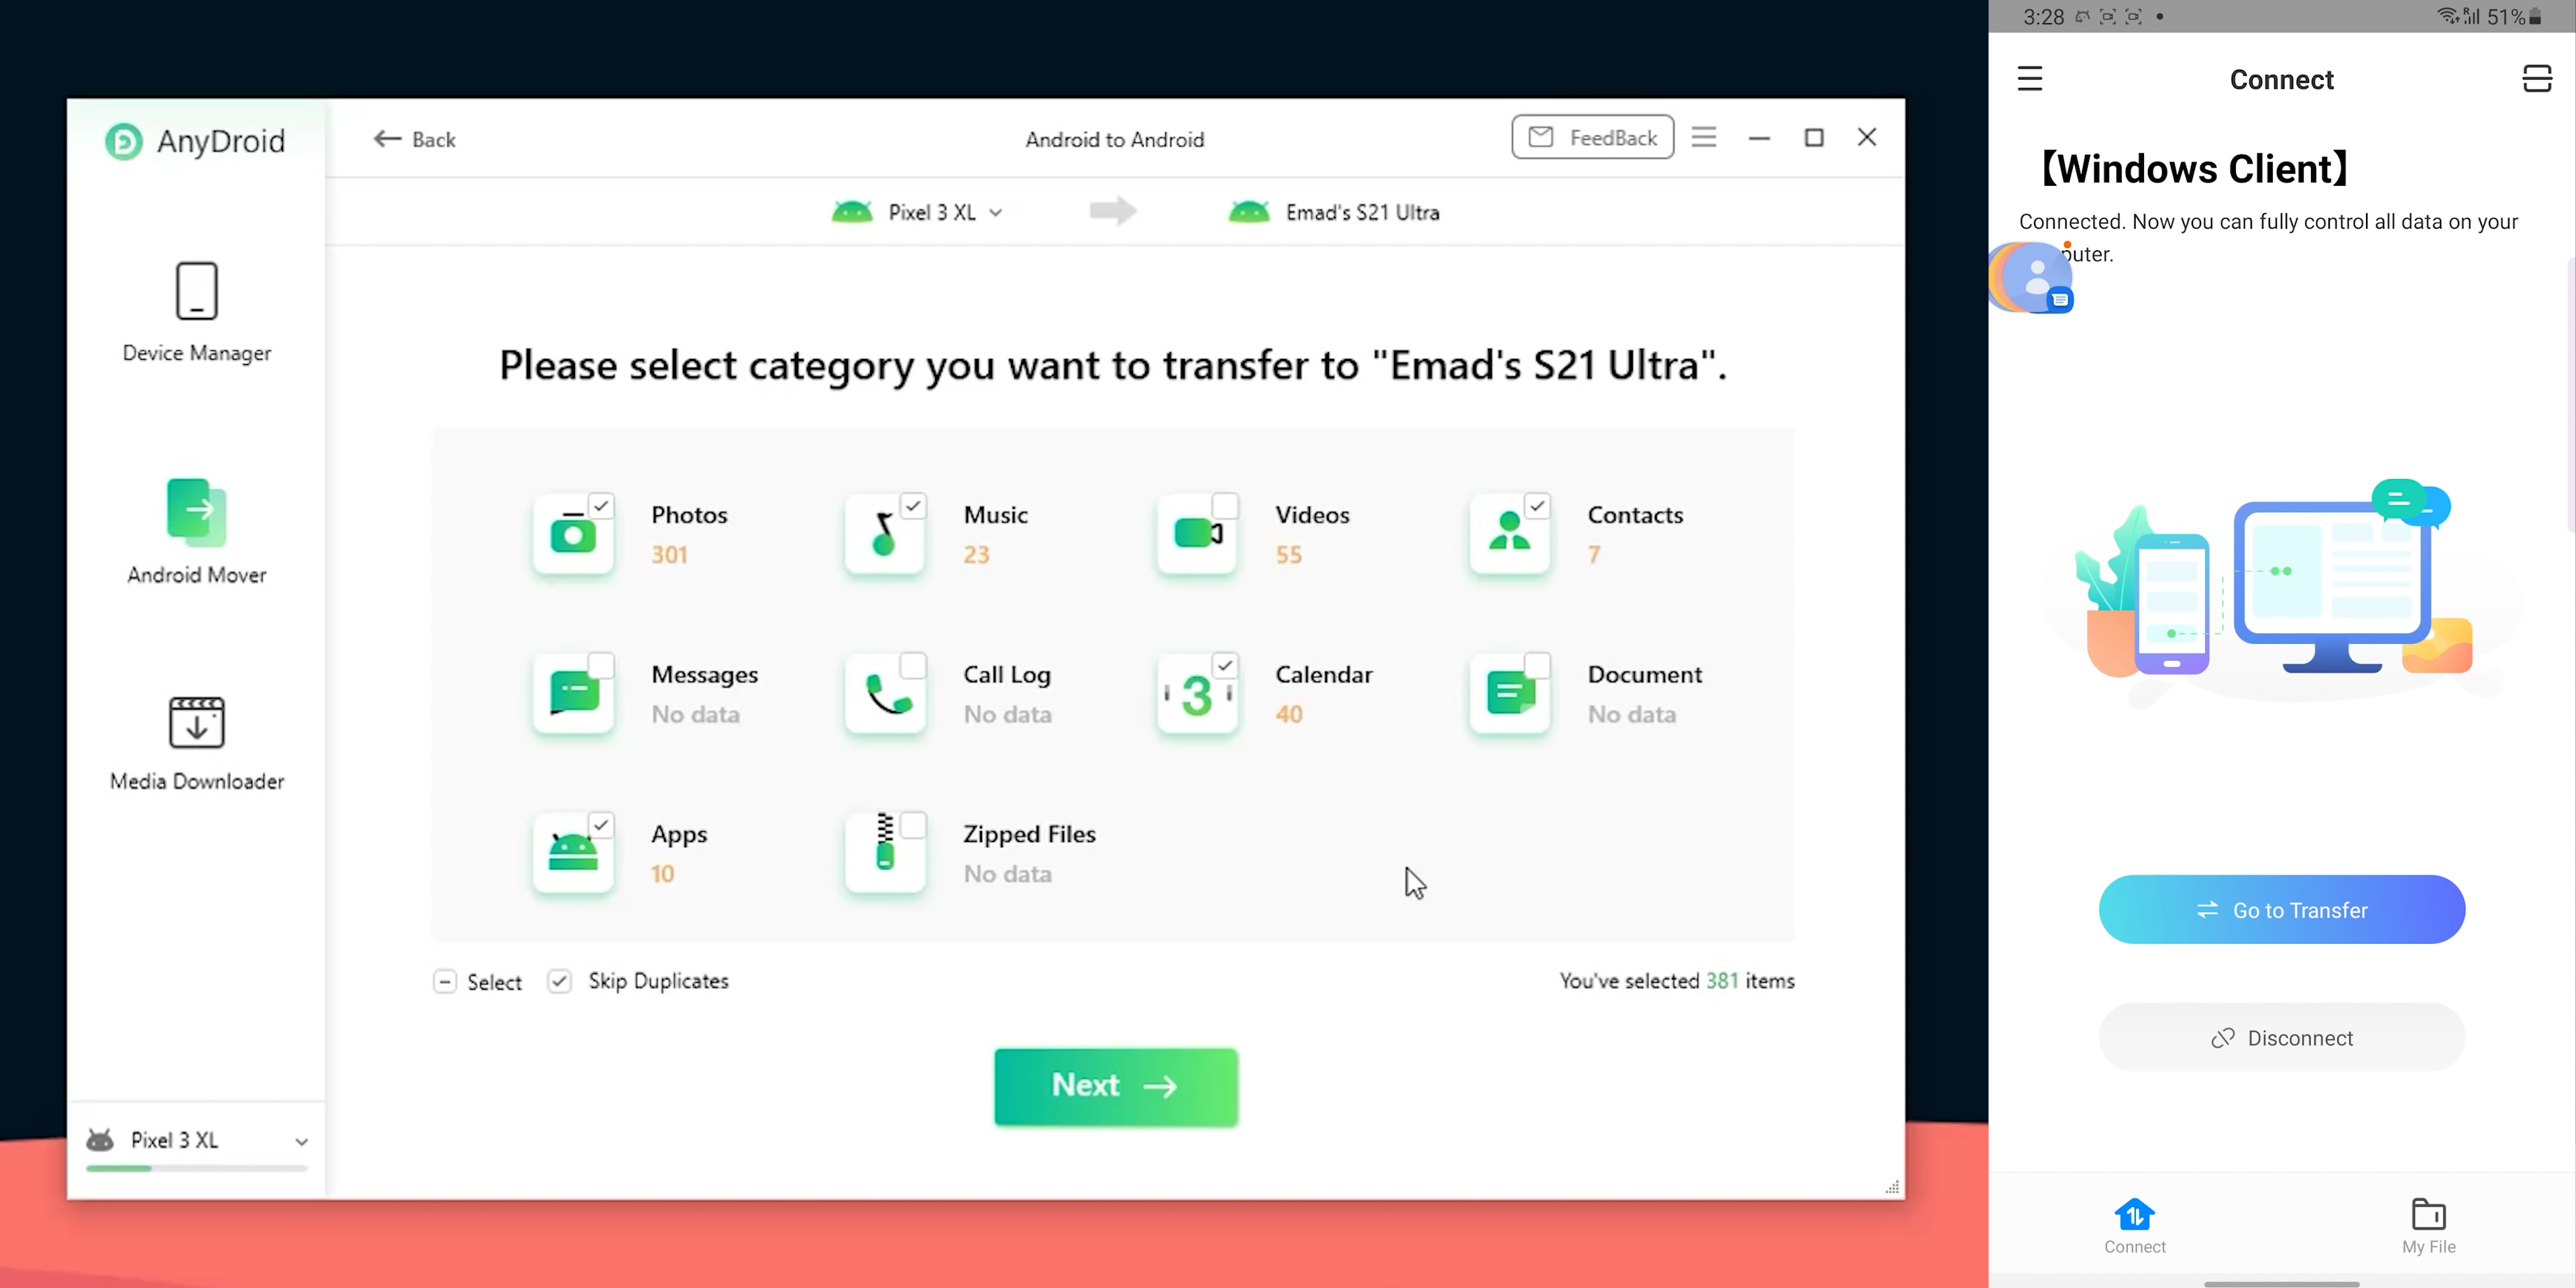 AnyDroid
Back
Android to Android
FeedBack
Pixel 3 XL
Emad's S21 Ultra
Device Manager
Android Mover
Media Downloader
Pixel 3 XL
Please select category you want to transfer to "Emad's S21 Ultra".
Photos
301
Music
23
Videos
55
Contacts
7
Messages
No data
Call Log
No data
3
Calendar
40
Document
No data
Apps
10
Zipped Files
No data
Select
Skip Duplicates
You've selected 381 items
Next
3:28
51%
Connect
【Windows Client】
Connected. Now you can fully control all data on your
puter.
Go to Transfer
Disconnect
Connect
My File